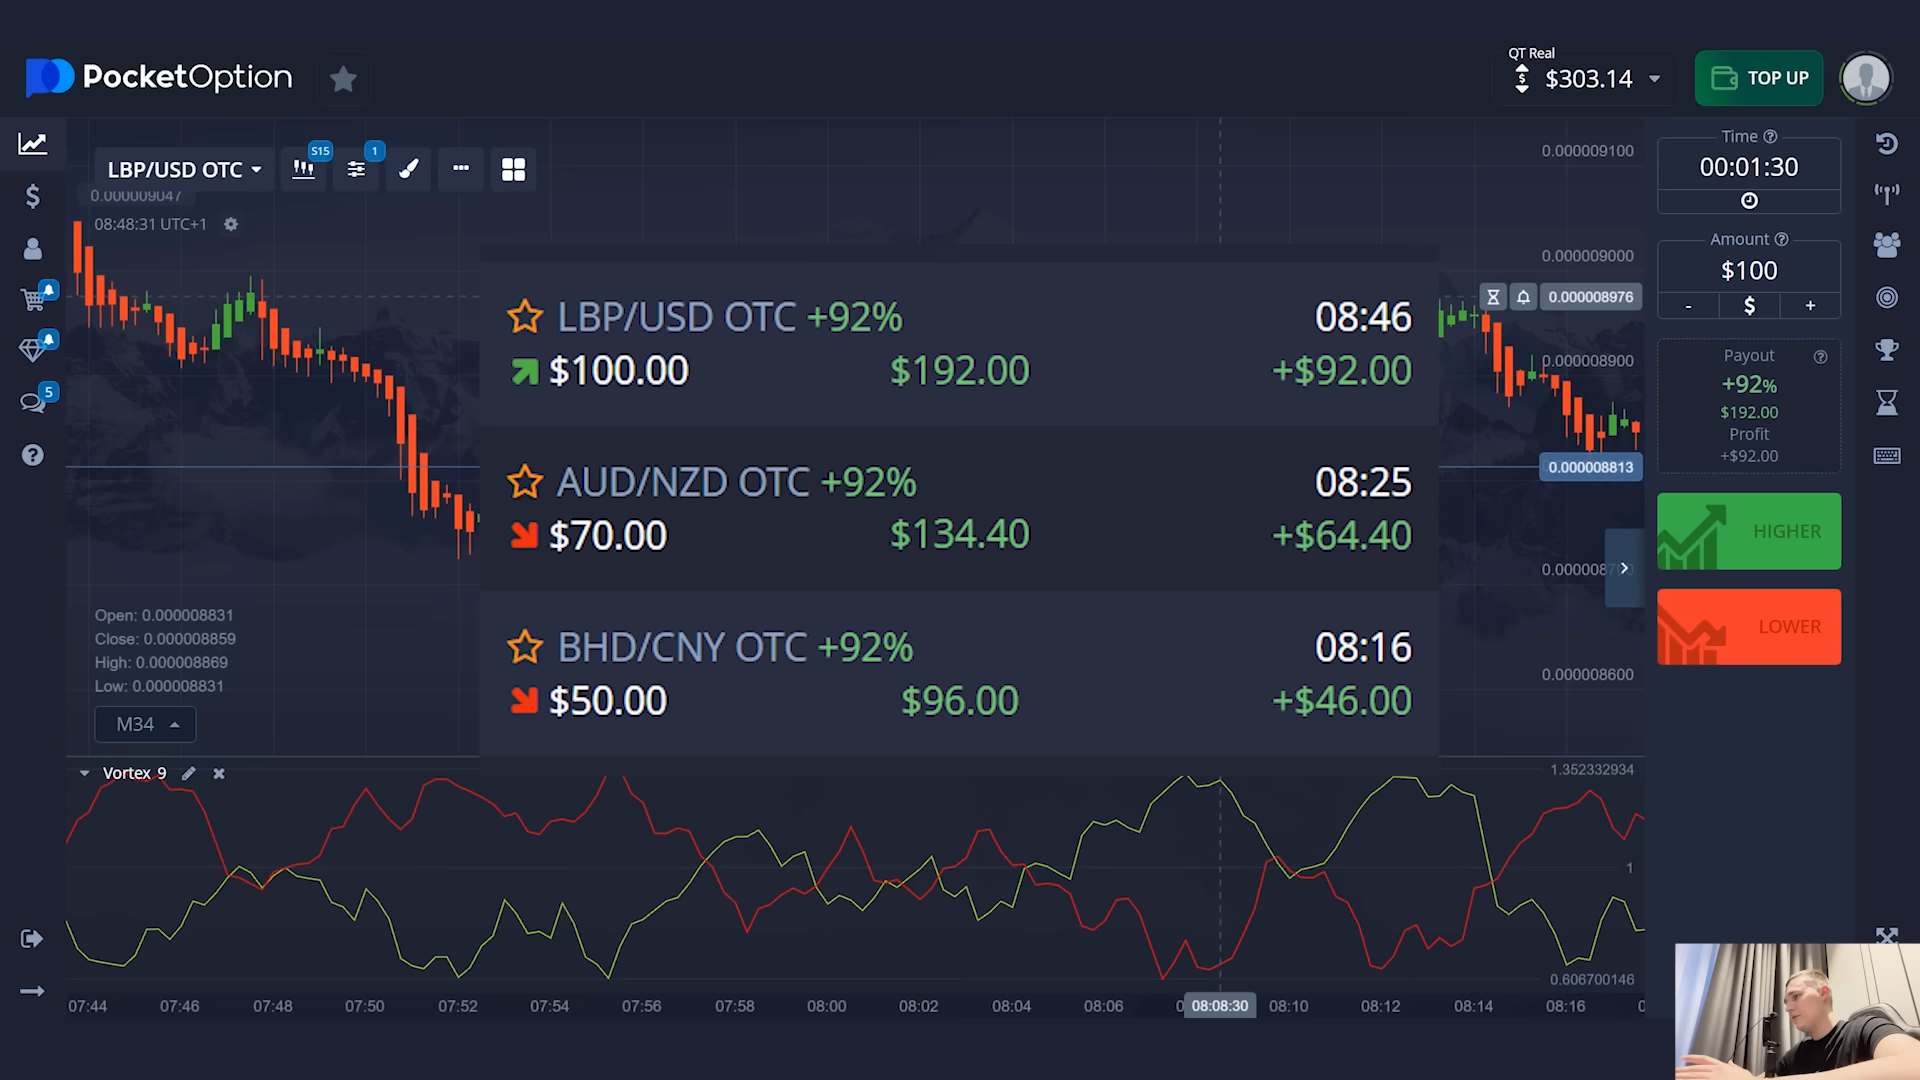 PocketOption
QT Real
$303.14
TOP UP
LBP/USD OTC
S15
1
0.000009047
08:48:31 UTC+1
Time
00:01:30
Amount
$100
- $ +
Payout
+92%
$192.00
Profit
+$92.00
HIGHER
LOWER
5
LBP/USD OTC +92% 08:46
$100.00 $192.00 +$92.00
AUD/NZD OTC +92% 08:25
$70.00 $134.40 +$64.40
BHD/CNY OTC +92% 08:16
$50.00 $96.00 +$46.00
0.000009100
0.000009000
0.000008976
0.000008900
0.000008813
0.000008600
Open: 0.000008831
Close: 0.000008859
High: 0.000008869
Low: 0.000008831
M34
Vortex 9
1.352332934
1
0.606700146
07:44 07:46 07:48 07:50 07:52 07:54 07:56 07:58 08:00 08:02 08:04 08:06 08:08:30 08:10 08:12 08:14 08:16